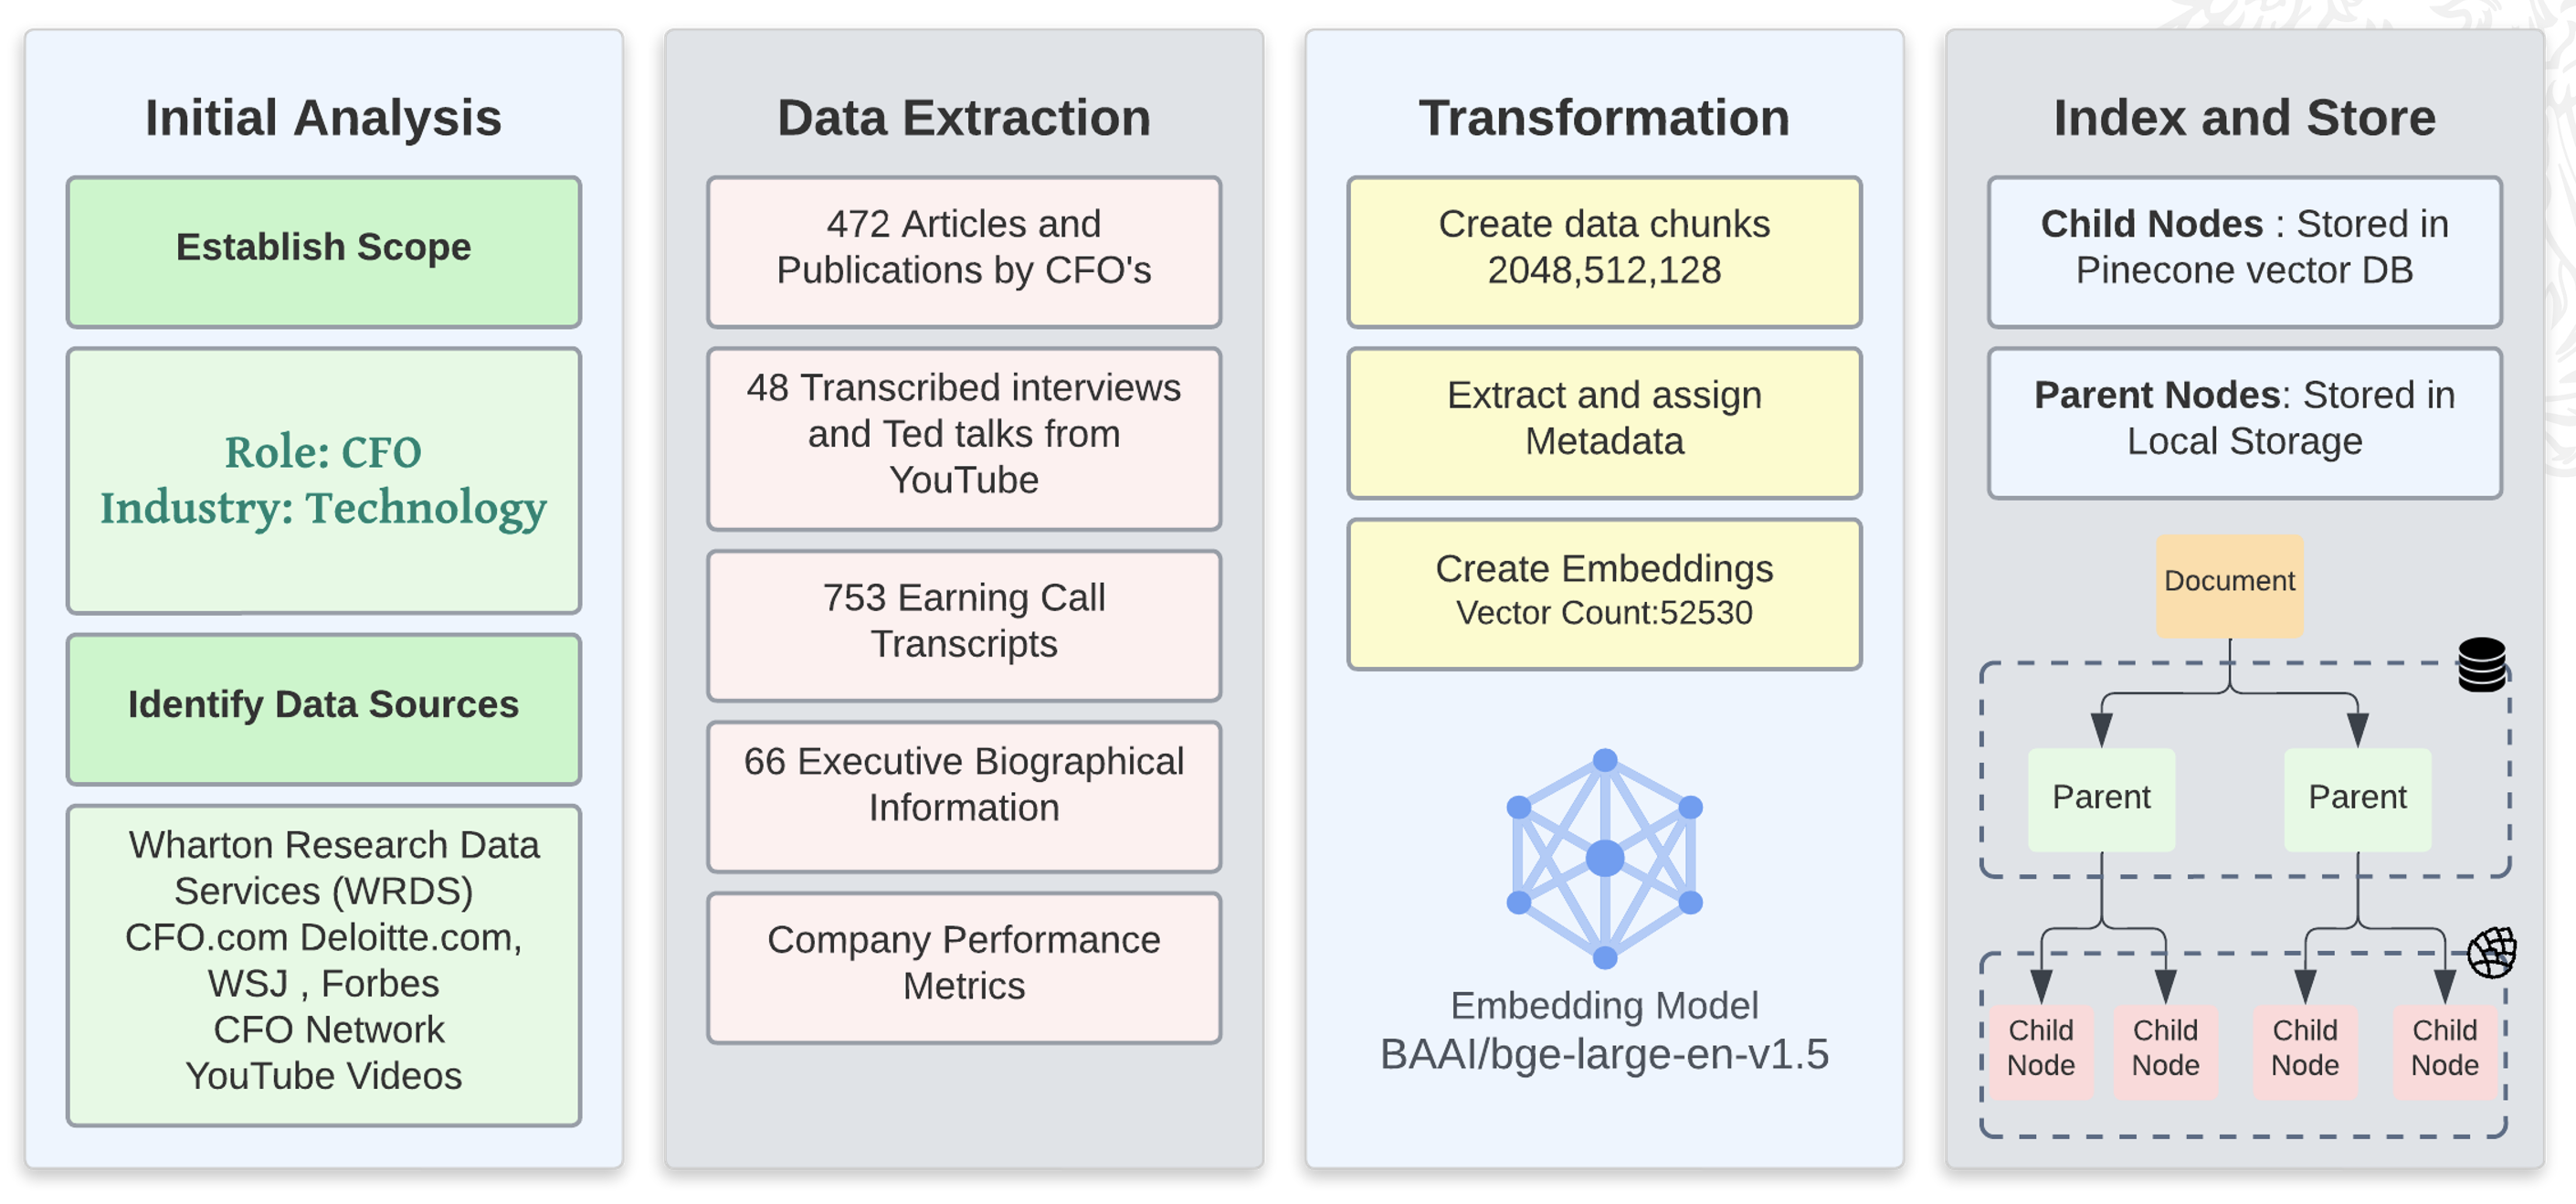 Initial Analysis
Establish Scope
Role: CFO
Industry: Technology
Identify Data Sources
Wharton Research Data
Services (WRDS)
CFO.com Deloitte.com,
WSJ , Forbes
CFO Network
YouTube Videos
Data Extraction
472 Articles and
Publications by CFO's
48 Transcribed interviews
and Ted talks from
YouTube
753 Earning Call
Transcripts
66 Executive Biographical
Information
Company Performance
Metrics
Transformation
Create data chunks
2048,512,128
Extract and assign
Metadata
Create Embeddings
Vector Count:52530
Embedding Model
BAAI/bge-large-en-v1.5
Index and Store
Child Nodes : Stored in
Pinecone vector DB
Parent Nodes: Stored in
Local Storage
Document
Parent
Parent
Child
Node
Child
Node
Child
Node
Child
Node